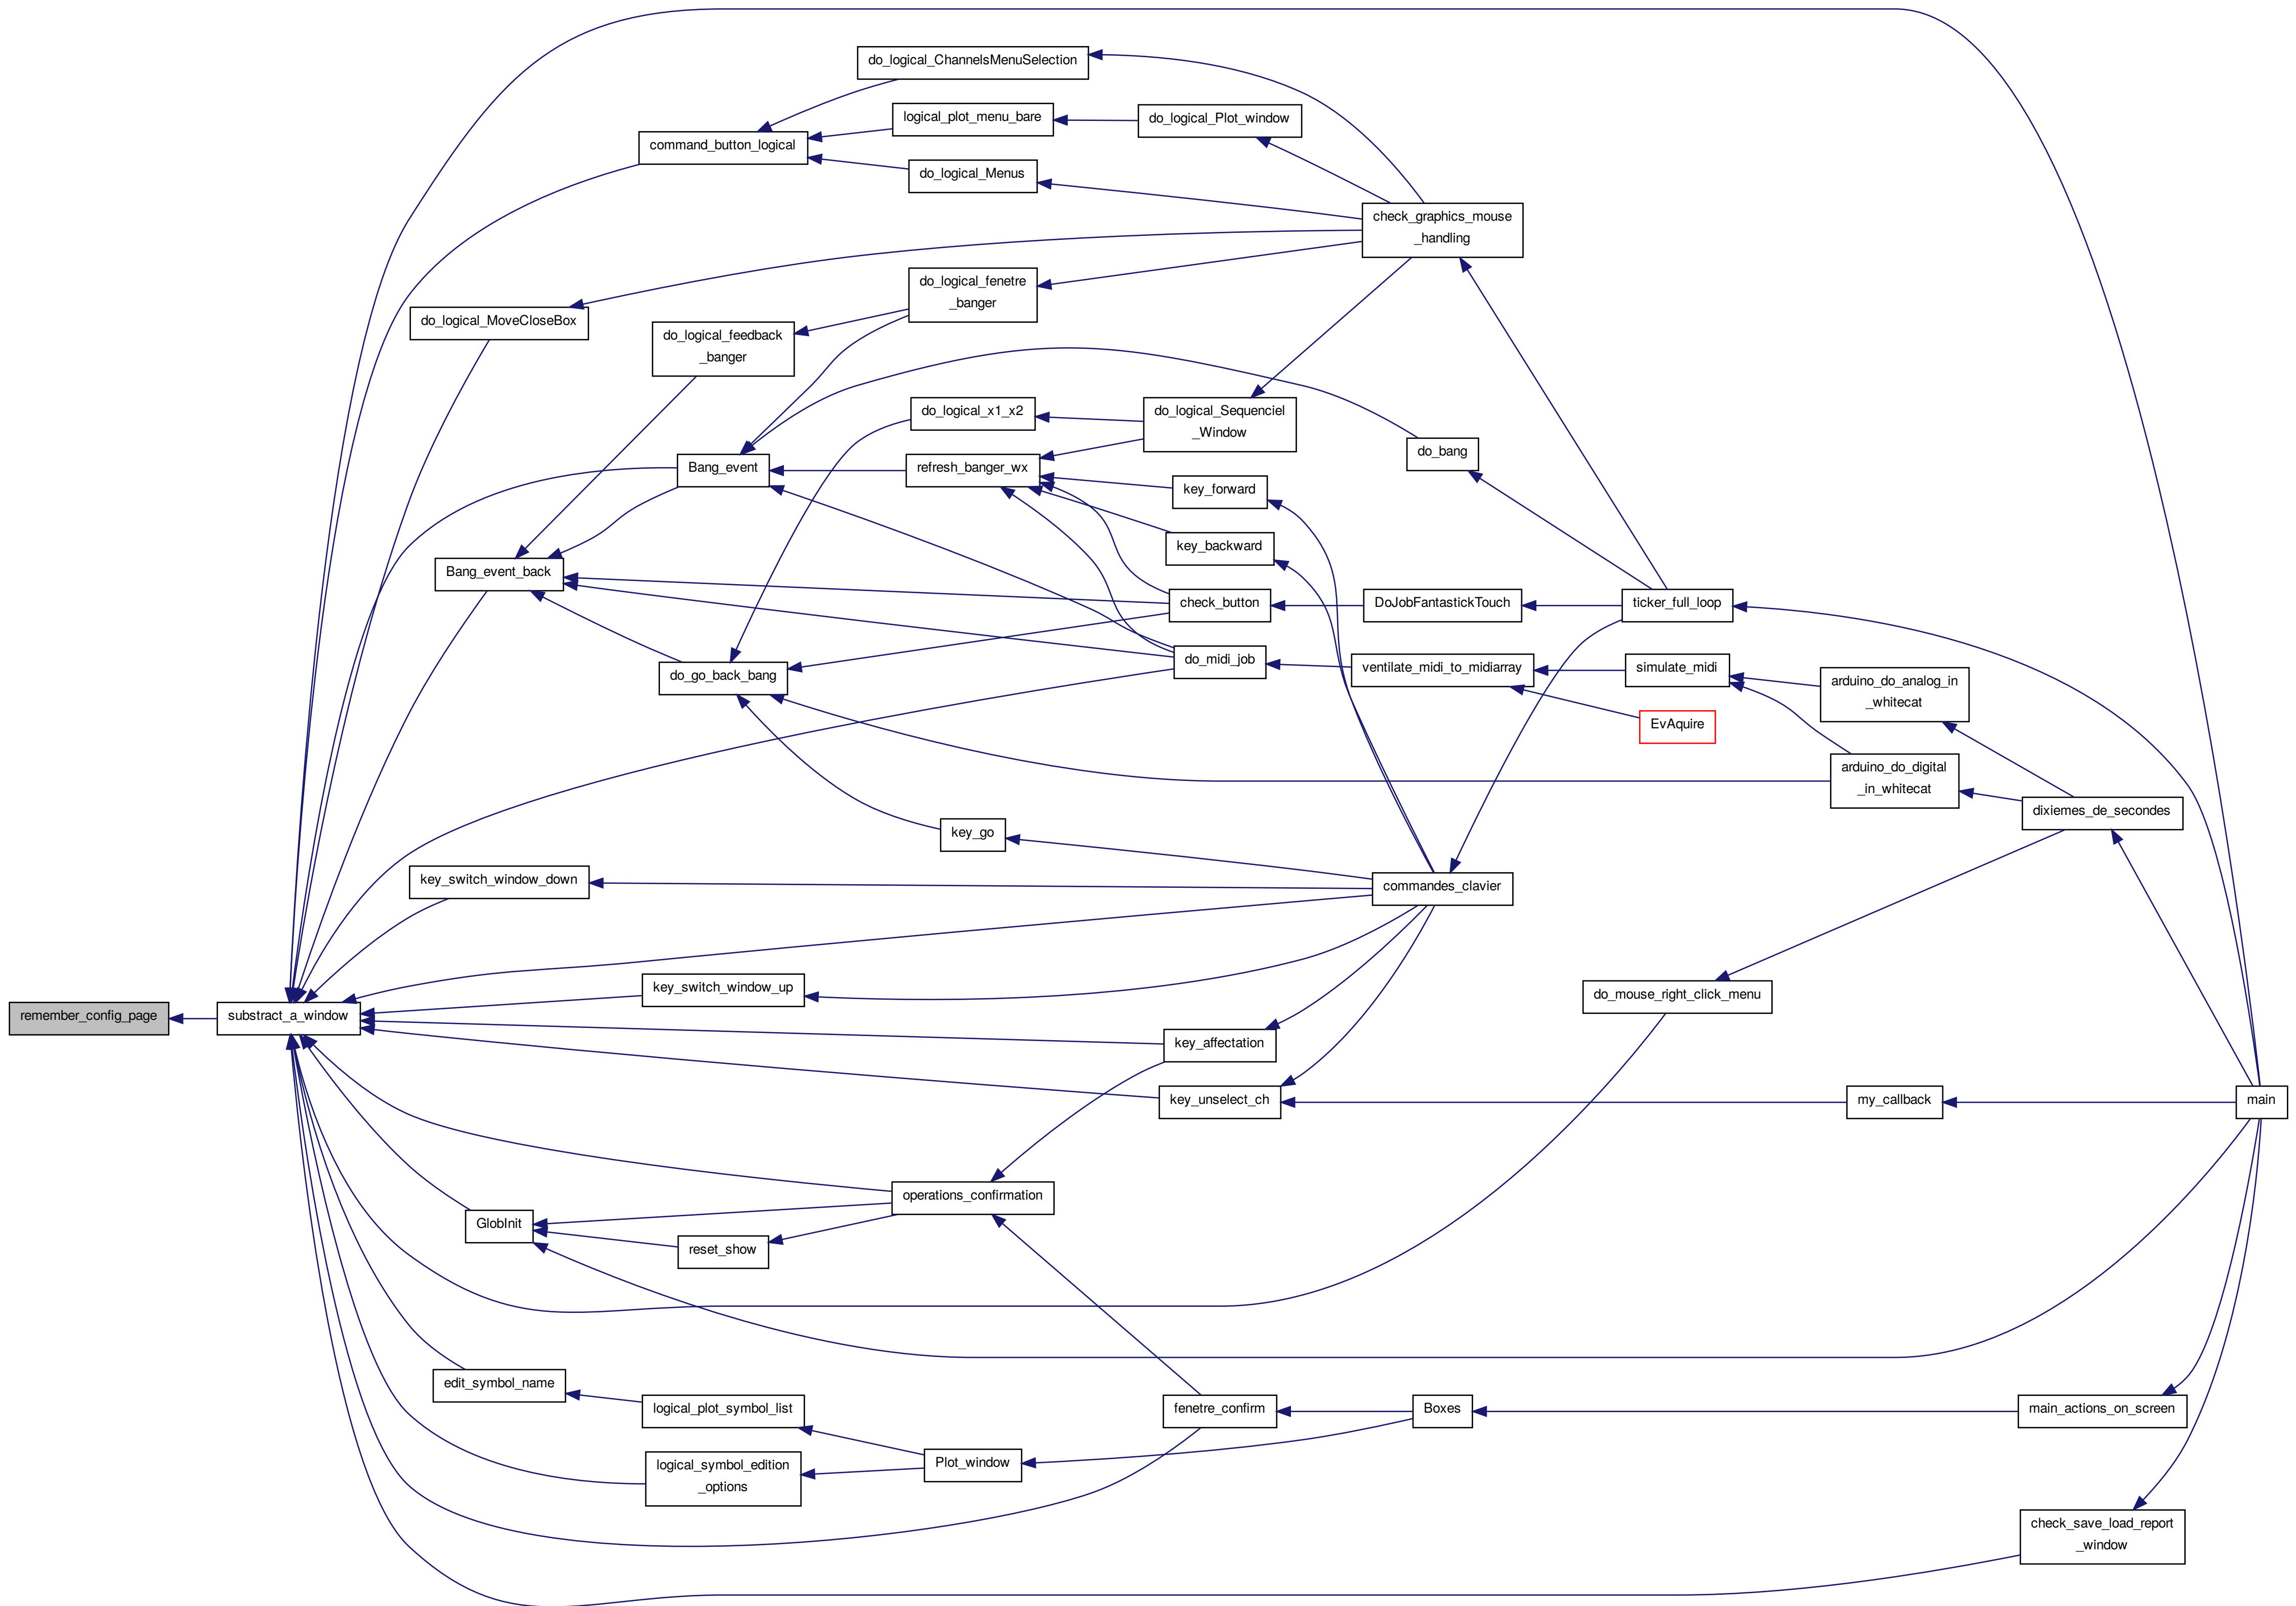 do_logical_ChannelsMenuSelection
logical_plot_menu_bare
do_logical_Plot_window
command_button_logical
do_logical_Menus
check_graphics_mouse
_handling
do_logical_fenetre
_banger
do_logical_MoveCloseBox
do_logical_feedback
_banger
do_logical_x1_x2
do_logical_Sequenciel
_Window
do_bang
Bang_event
refresh_banger_wx
key_forward
key_backward
Bang_event_back
check_button
DoJobFantastickTouch
ticker_full_loop
do_midi_job
ventilate_midi_to_midiarray
simulate_midi
do_go_back_bang
arduino_do_analog_in
_whitecat
EvAquire
arduino_do_digital
_in_whitecat
dixiemes_de_secondes
key_go
key_switch_window_down
commandes_clavier
key_switch_window_up
do_mouse_right_click_menu
remember_config_page
substract_a_window
key_affectation
key_unselect_ch
my_callback
main
operations_confirmation
GlobInit
reset_show
edit_symbol_name
logical_plot_symbol_list
fenetre_confirm
Boxes
main_actions_on_screen
Plot_window
logical_symbol_edition
_options
check_save_load_report
_window